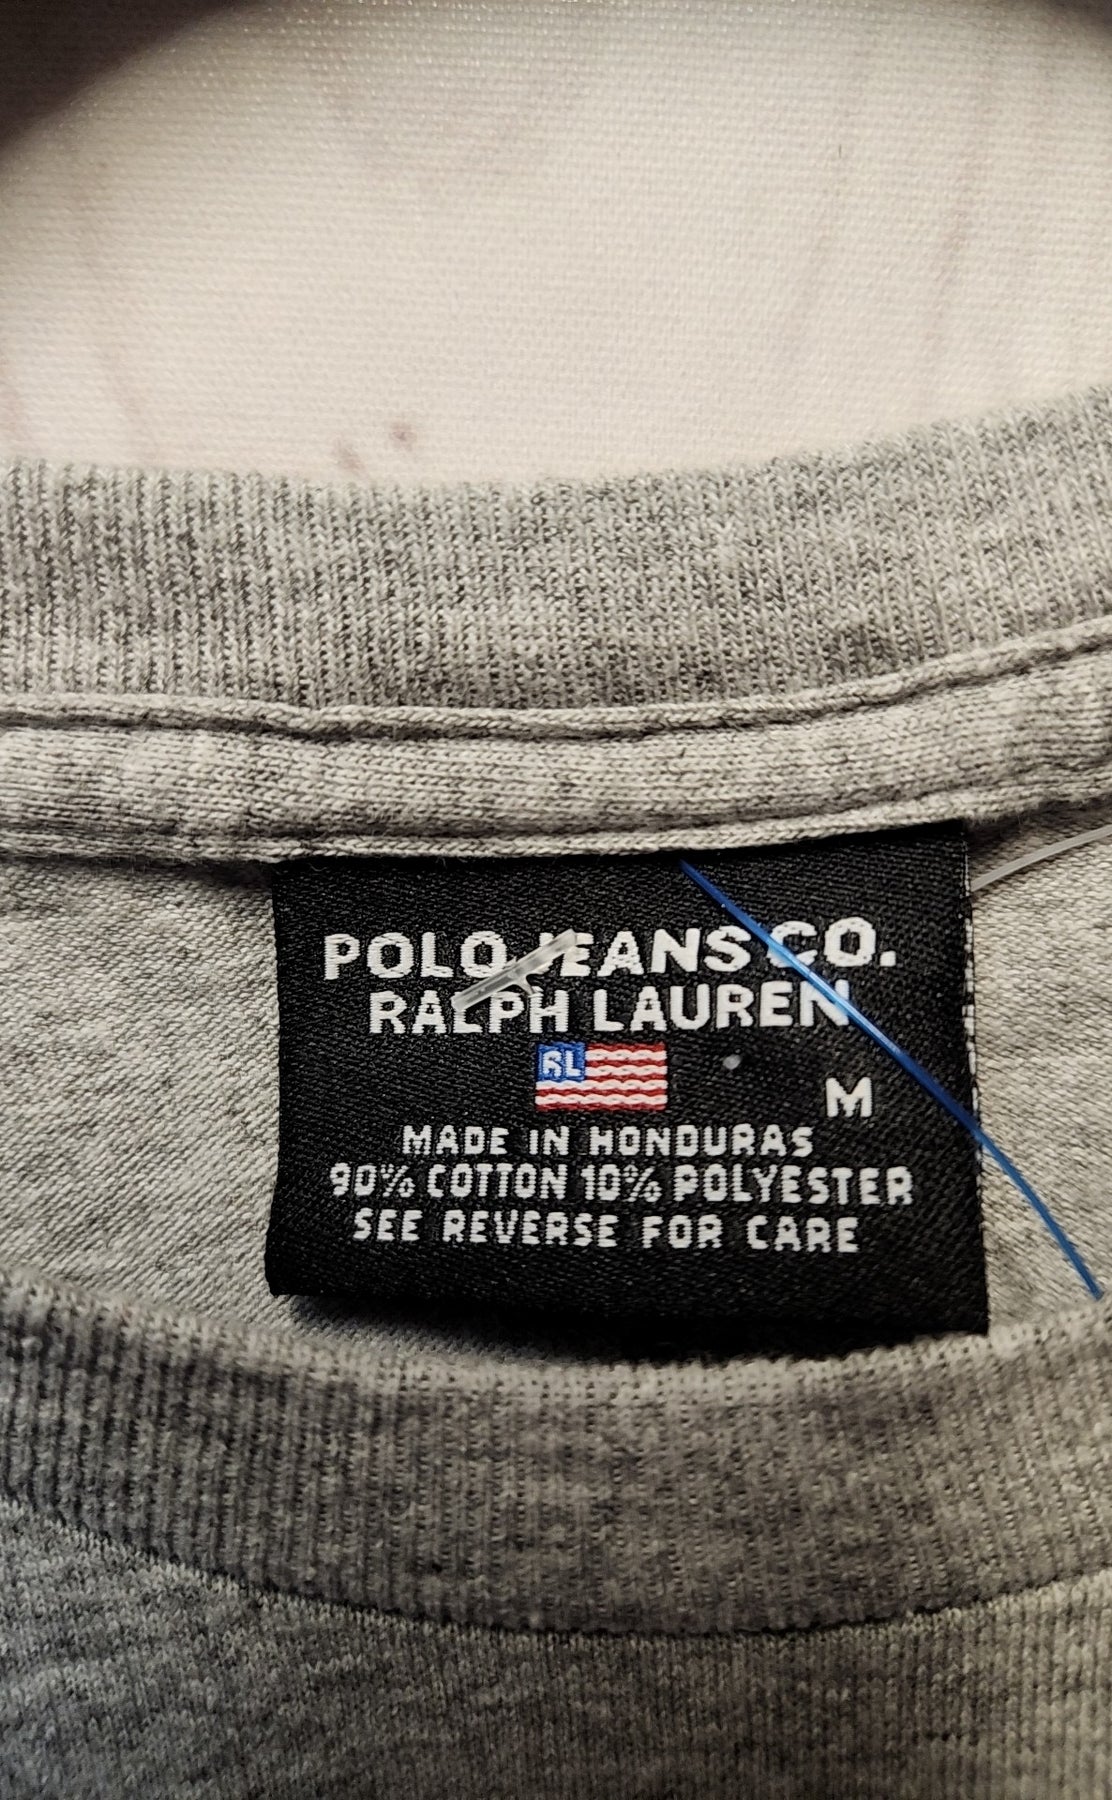 POLO JEANS CO.
RALPH LAUREN
RL
M
MADE IN HONDURAS
90% COTTON 10% POLYESTER
SEE REVERSE FOR CARE